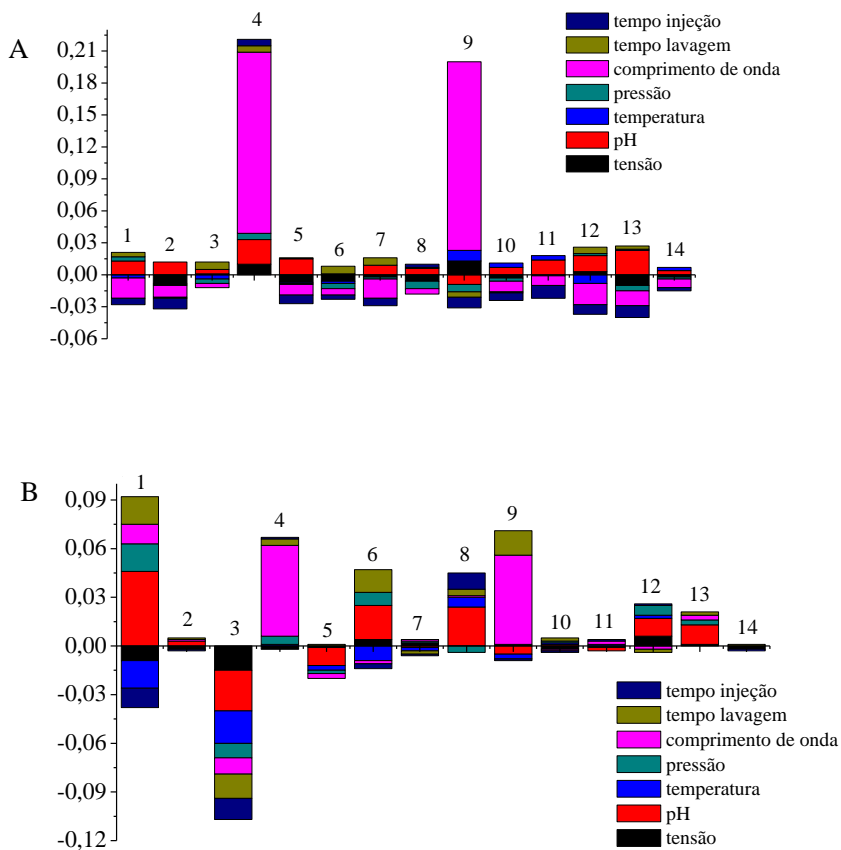 A
0,21
0,18
0,15
0,12
0,09
0,06
0,03
0,00
-0,03
-0,06
1
2
3
4
5
6
7
8
9
10
11
12
13
14
tempo injeção
tempo lavagem
comprimento de onda
pressão
temperatura
pH
tensão
B
0,09
0,06
0,03
0,00
-0,03
-0,06
-0,09
-0,12
1
2
3
4
5
6
7
8
9
10
11
12
13
14
tempo injeção
tempo lavagem
comprimento de onda
pressão
temperatura
pH
tensão